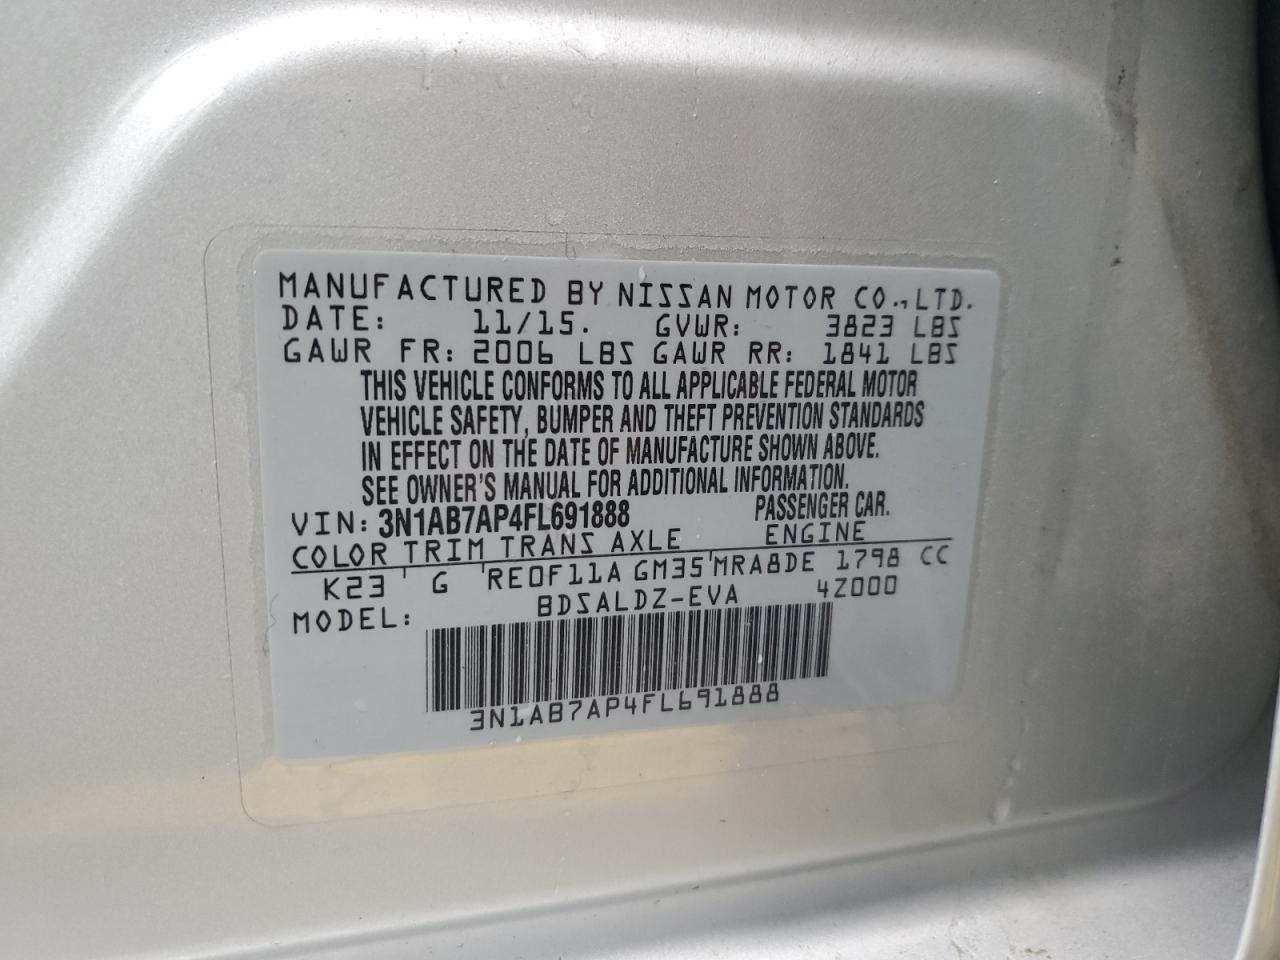 MANUFACTURED BY NISSAN MOTOR CO., LTD.
DATE: 11/15. GVWR: 3823 LBS
GAWR FR: 2006 LBS GAWR RR: 1841 LBS
THIS VEHICLE CONFORMS TO ALL APPLICABLE FEDERAL MOTOR
VEHICLE SAFETY, BUMPER AND THEFT PREVENTION STANDARDS
IN EFFECT ON THE DATE OF MANUFACTURE SHOWN ABOVE.
SEE OWNER'S MANUAL FOR ADDITIONAL INFORMATION.
VIN: 3N1AB7AP4FL691888 PASSENGER CAR.
COLOR TRIM TRANS AXLE ENGINE
K23 G RE0F11A GM35 MRA8DE 1798 CC
MODEL: BDSALDZ-EVA 4Z000
3N1AB7AP4FL691888